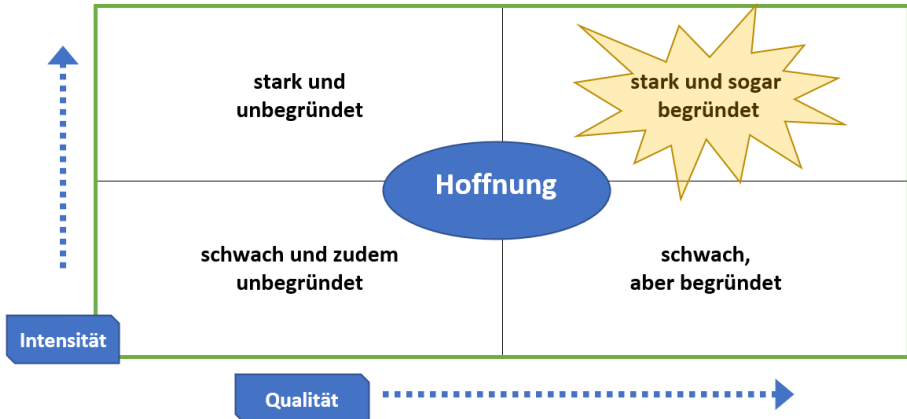 stark und
unbegründet
stark und sogar
begründet
Hoffnung
schwach und zudem
unbegründet
schwach,
aber begründet
Intensität
Qualität